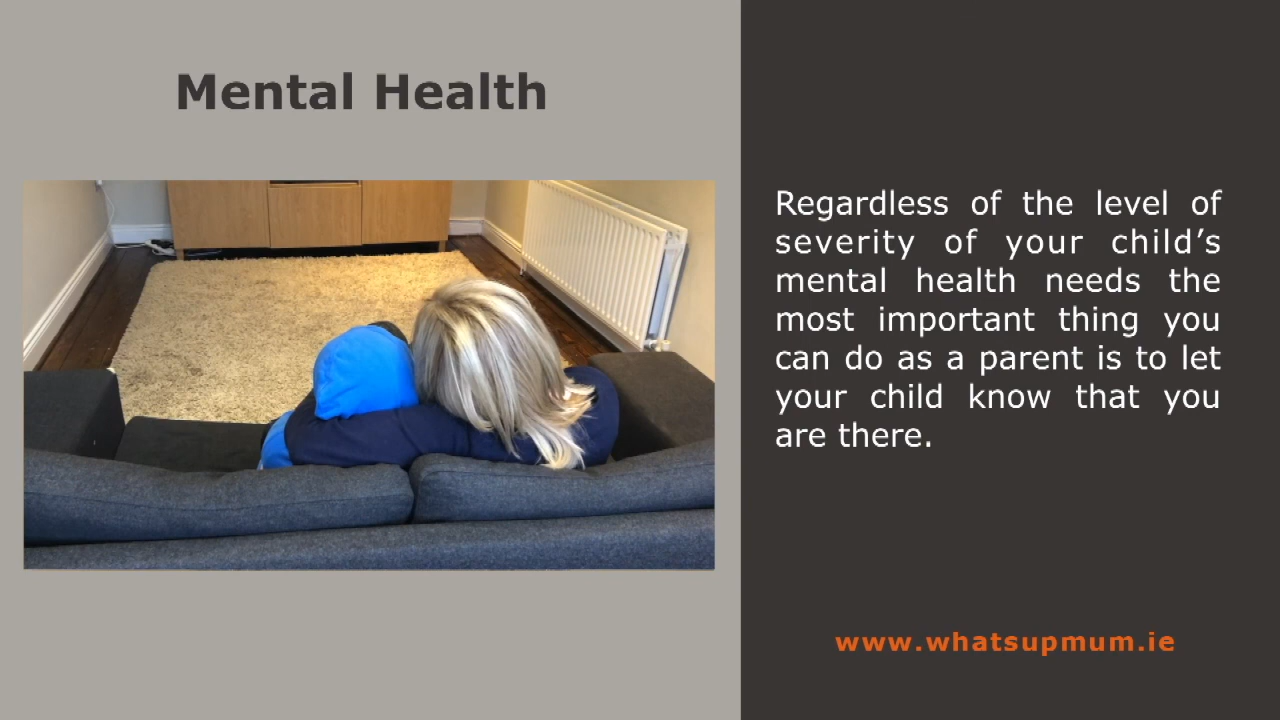 Mental Health
Regardless of the level of
severity of your child’s
mental health needs the
most important thing you
can do as a parent is to let
your child know that you
are there.
www.whatsupmum.ie